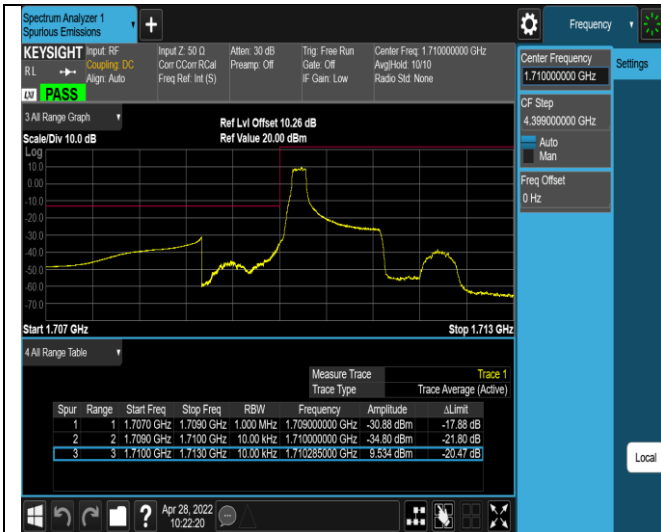 Spectrum Analyzer 1
Spurious Emissions
+
Frequency
KEYSIGHT
RL
Align: Auto
Input: RF
Coupling: DC
Input Z: 50 Ω
Corr CCorr RCal
Freq Ref: Int (S)
Atten: 30 dB
Preamp: Off
Trig: Free Run
Gate: Off
IF Gain: Low
Center Freq: 1.710000000 GHz
Avg|Hold: 10/10
Radio Std: None
LXI PASS
Center Frequency
1.710000000 GHz
Settings
CF Step
4.399000000 GHz
Auto
Man
Freq Offset
0 Hz
3 All Range Graph
Scale/Div 10.0 dB
Ref Lvl Offset 10.26 dB
Ref Value 20.00 dBm
Log
10.0
0.00
-10.0
-20.0
-30.0
-40.0
-50.0
-60.0
-70.0
Start 1.707 GHz
Stop 1.713 GHz
4 All Range Table
Measure Trace Trace 1
Trace Type Trace Average (Active)
Spur Range Start Freq Stop Freq RBW Frequency Amplitude ΔLimit
1 1 1.7070 GHz 1.7090 GHz 1.000 MHz 1.709000000 GHz -30.88 dBm -17.88 dB
2 2 1.7090 GHz 1.7100 GHz 10.00 kHz 1.710000000 GHz -34.80 dBm -21.80 dB
3 3 1.7100 GHz 1.7130 GHz 10.00 kHz 1.710285000 GHz 9.534 dBm -20.47 dB
Local
?
Apr 28, 2022
10:22:20